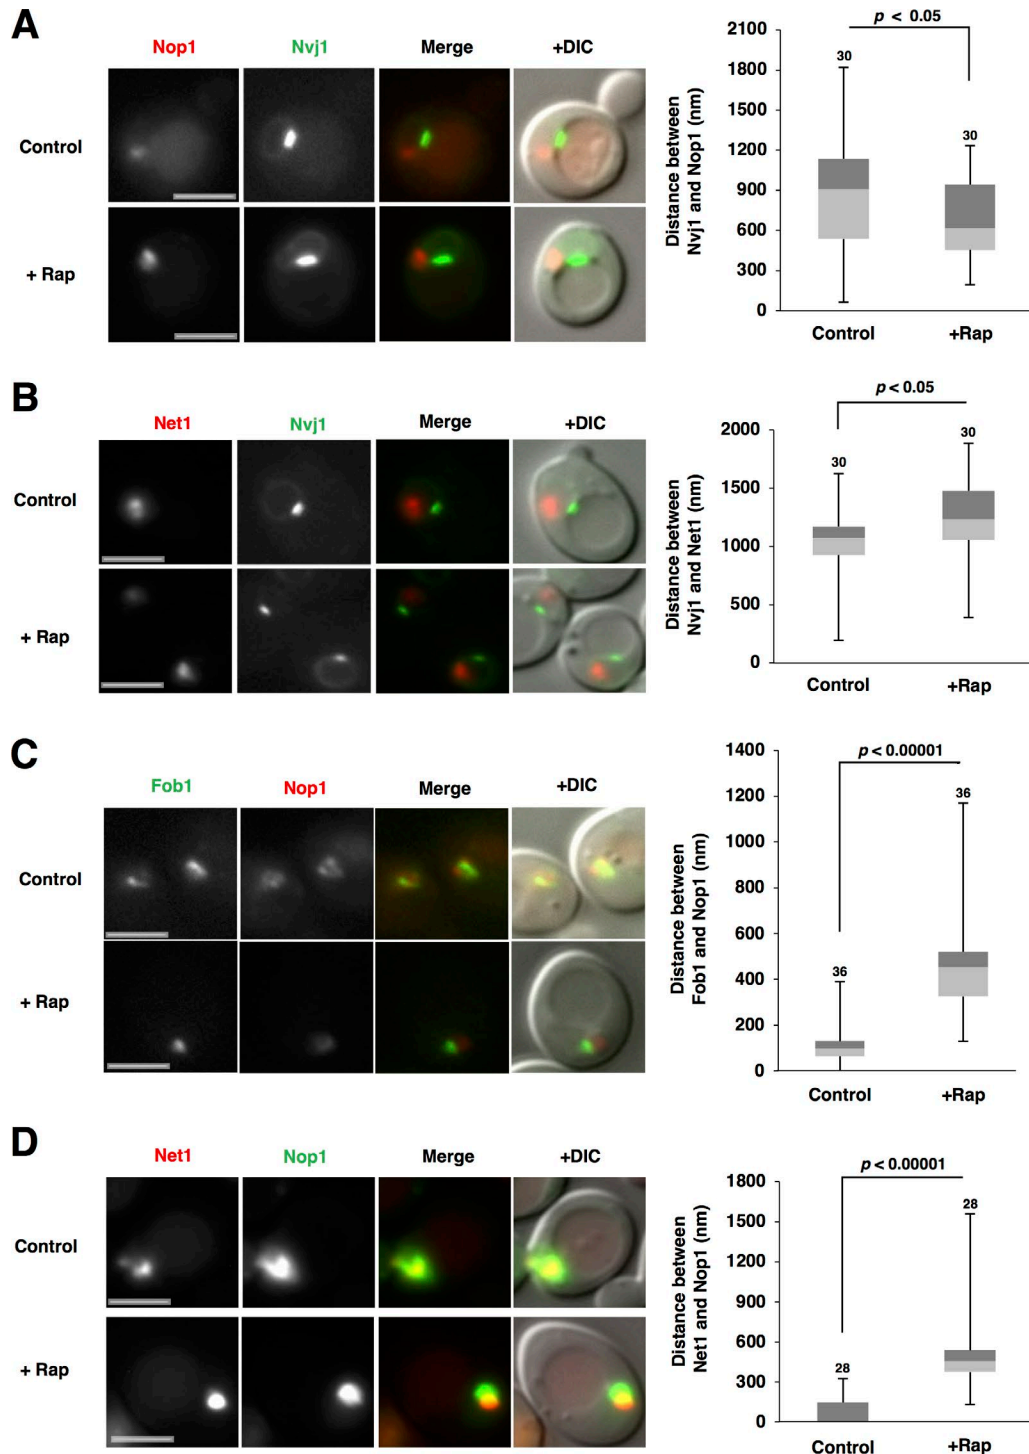 A
Nop1 Nvj1 Merge +DIC
Control
+ Rap
Distance between
Nvj1 and Nop1 (nm)
p < 0.05
2100
1800
1500
1200
900
600
300
0
30
30
Control +Rap
B
Net1 Nvj1 Merge +DIC
Control
+ Rap
Distance between
Nvj1 and Net1 (nm)
p < 0.05
2000
1500
1000
500
0
30
30
Control +Rap
C
Fob1 Nop1 Merge +DIC
Control
+ Rap
Distance between
Fob1 and Nop1 (nm)
p < 0.00001
1400
1200
1000
800
600
400
200
0
36
36
Control +Rap
D
Net1 Nop1 Merge +DIC
Control
+ Rap
Distance between
Net1 and Nop1 (nm)
p < 0.00001
1800
1500
1200
900
600
300
0
28
28
Control +Rap